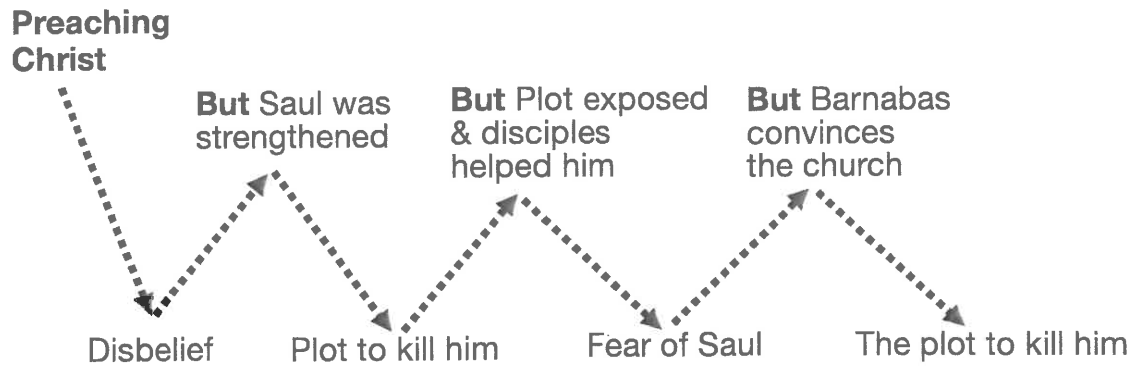 Preaching
Christ
But Saul was
strengthened
But Plot exposed
& disciples
helped him
But Barnabas
convinces
the church
Disbelief
Plot to kill him
Fear of Saul
The plot to kill him